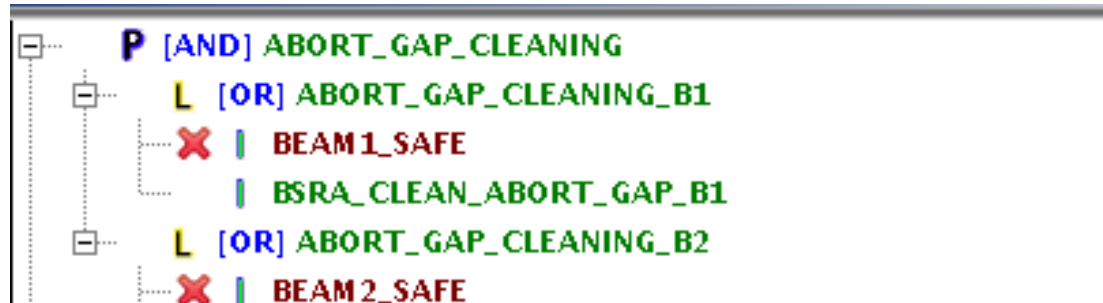 P [AND] ABORT_GAP_CLEANING
L [OR] ABORT_GAP_CLEANING_B1
BEAM1_SAFE
BSRA_CLEAN_ABORT_GAP_B1
L [OR] ABORT_GAP_CLEANING_B2
BEAM2_SAFE